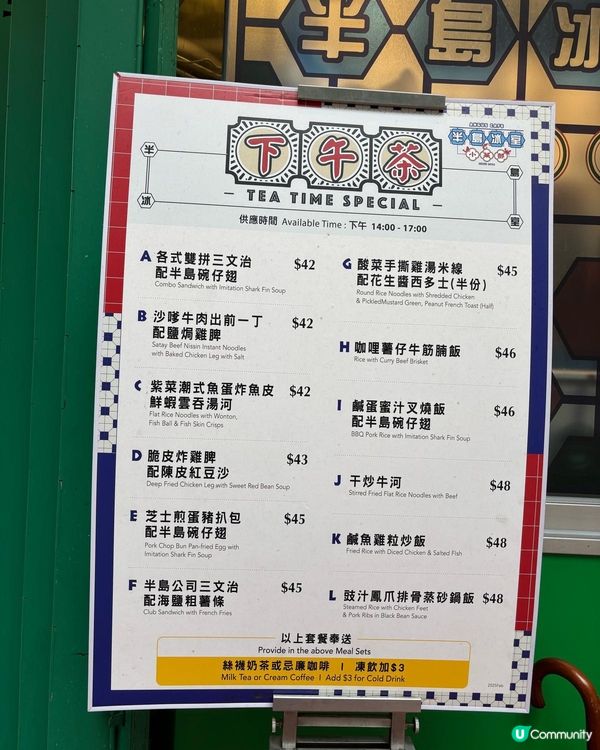 半島冰
半島冰室
小菜館
下午茶
TEA TIME SPECIAL
半
冰
島
室
供應時間 Available Time : 下午 14:00 - 17:00
A 各式雙拼三文治
配半島碗仔翅 $42
Combo Sandwich with Imitation Shark Fin Soup
B 沙嗲牛肉出前一丁
配鹽焗雞脾 $42
Satay Beef Nissin Instant Noodles
with Baked Chicken Leg with Salt
C 紫菜潮式魚蛋炸魚皮
鮮蝦雲吞湯河 $42
Flat Rice Noodles with Wonton,
Fish Ball & Fish Skin Crisps
D 脆皮炸雞脾
配陳皮紅豆沙 $43
Deep Fried Chicken Leg with Sweet Red Bean Soup
E 芝士煎蛋豬扒包
配半島碗仔翅 $45
Pork Chop Bun Pan-fried Egg with
Imitation Shark Fin Soup
F 半島公司三文治
配海鹽粗薯條 $45
Club Sandwich with French Fries
G 酸菜手撕雞湯米線
配花生醬西多士(半份) $45
Round Rice Noodles with Shredded Chicken
& PickledMustard Green, Peanut French Toast (Half)
H 咖哩薯仔牛筋腩飯 $46
Rice with Curry Beef Brisket
I 鹹蛋蜜汁叉燒飯
配半島碗仔翅 $46
BBQ Pork Rice with Imitation Shark Fin Soup
J 干炒牛河 $48
Stirred Fried Flat Rice Noodles with Beef
K 鹹魚雞粒炒飯 $48
Fried Rice with Diced Chicken & Salted Fish
L 豉汁鳳爪排骨蒸砂鍋飯 $48
Steamed Rice with Chicken Feet
& Pork Ribs in Black Bean Sauce
以上套餐奉送
Provide in the above Meal Sets
絲襪奶茶或忌廉咖啡 | 凍飲加$3
Milk Tea or Cream Coffee | Add $3 for Cold Drink
2025Feb
U Community